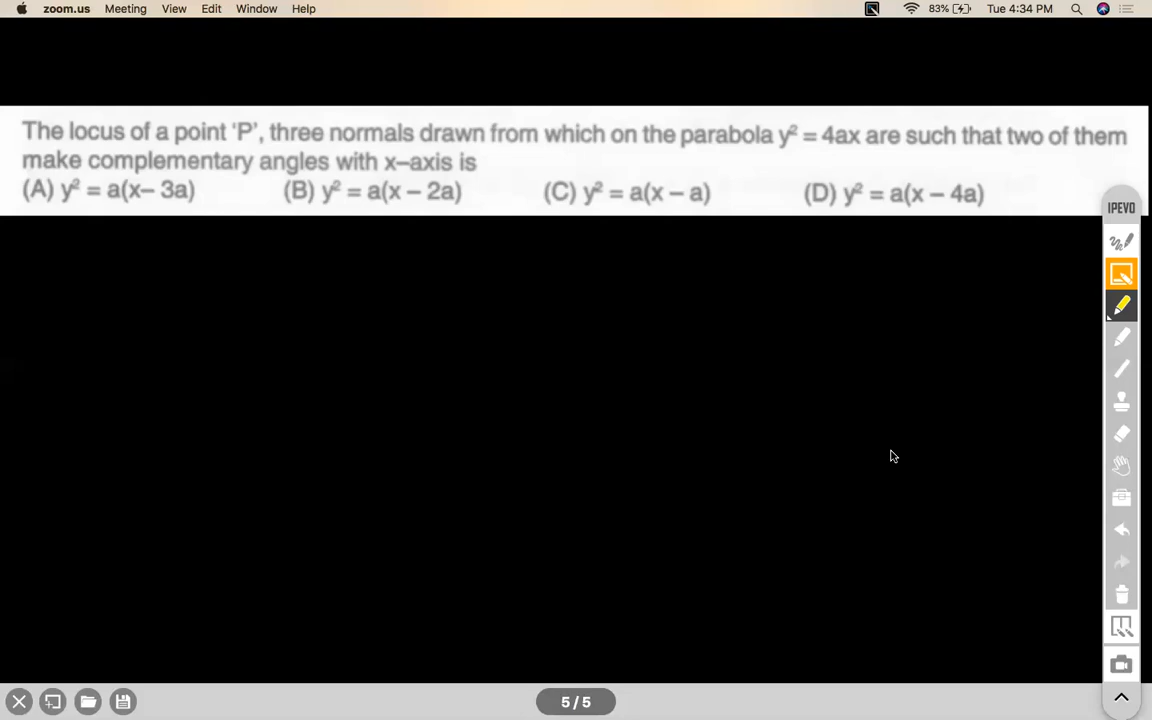 zoom.us Meeting View Edit Window Help 83% Tue 4:34 PM
The locus of a point ‘P’, three normals drawn from which on the parabola y² = 4ax are such that two of them
make complementary angles with x–axis is
(A) y² = a(x– 3a) (B) y² = a(x – 2a) (C) y² = a(x – a) (D) y² = a(x – 4a)
IPEVO
5 / 5